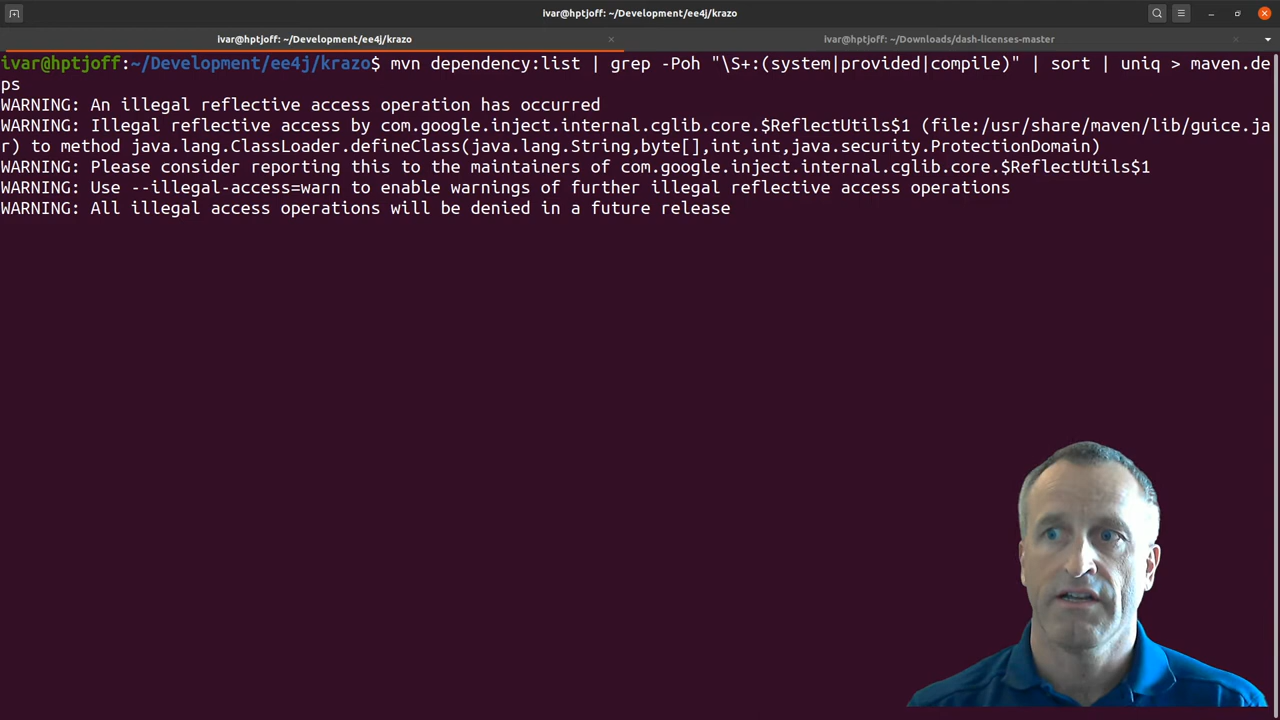 ivar@hptjoff: ~/Development/ee4j/krazo
ivar@hptjoff: ~/Development/ee4j/krazo
ivar@hptjoff: ~/Downloads/dash-licenses-master
ivar@hptjoff:~/Development/ee4j/krazo$ mvn dependency:list | grep -Poh "\S+:(system|provided|compile)" | sort | uniq > maven.de
ps
WARNING: An illegal reflective access operation has occurred
WARNING: Illegal reflective access by com.google.inject.internal.cglib.core.$ReflectUtils$1 (file:/usr/share/maven/lib/guice.ja
r) to method java.lang.ClassLoader.defineClass(java.lang.String,byte[],int,int,java.security.ProtectionDomain)
WARNING: Please consider reporting this to the maintainers of com.google.inject.internal.cglib.core.$ReflectUtils$1
WARNING: Use --illegal-access=warn to enable warnings of further illegal reflective access operations
WARNING: All illegal access operations will be denied in a future release